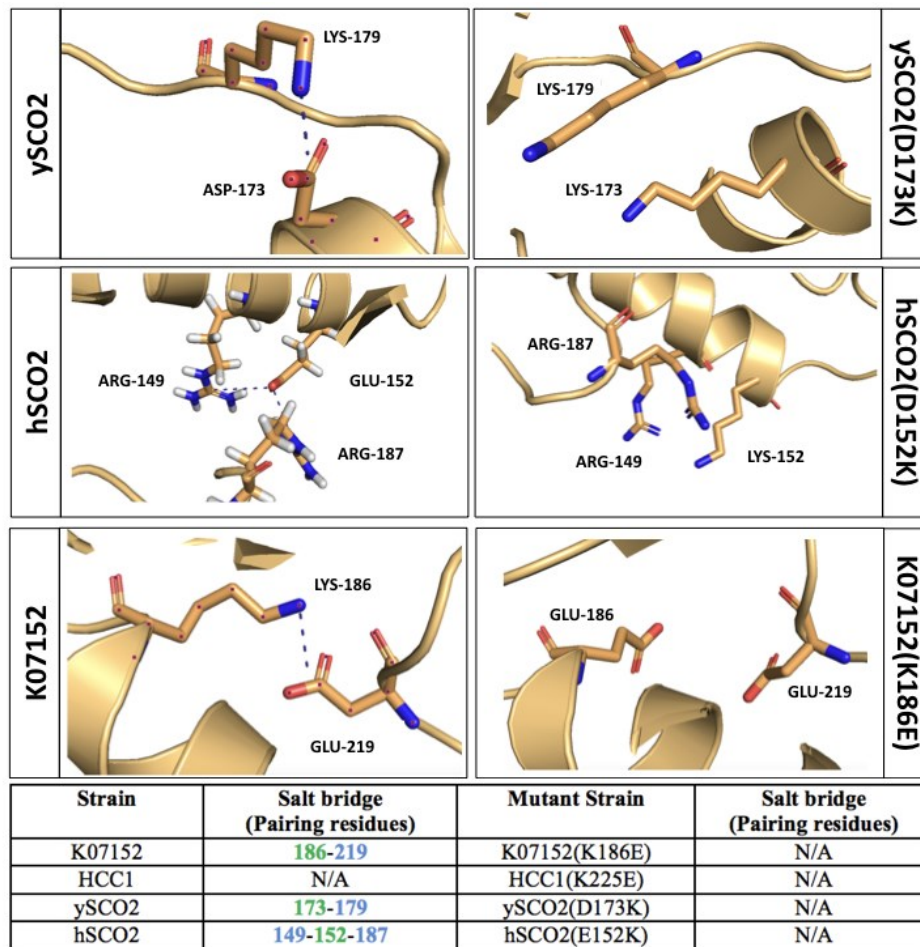 ySCO2
LYS-179
ASP-173
LYS-179
LYS-173
ySCO2(D173K)
hSCO2
ARG-149
GLU-152
ARG-187
ARG-187
ARG-149
LYS-152
hSCO2(D152K)
K07152
LYS-186
GLU-219
GLU-186
GLU-219
K07152(K186E)
Strain Salt bridge Mutant Strain Salt bridge
(Pairing residues) (Pairing residues)
K07152 186-219 K07152(K186E) N/A
HCC1 N/A HCC1(K225E) N/A
ySCO2 173-179 ySCO2(D173K) N/A
hSCO2 149-152-187 hSCO2(E152K) N/A